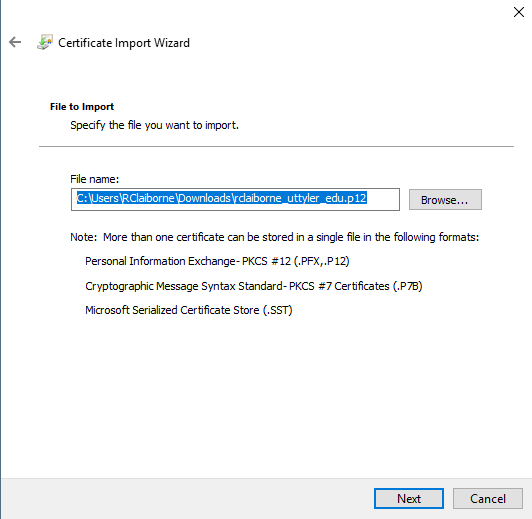 Certificate Import Wizard
File to Import
Specify the file you want to import.
File name:
C:\Users\RClaiborne\Downloads\rclaiborne_uttyler_edu.p12
Browse...
Note:  More than one certificate can be stored in a single file in the following formats:
Personal Information Exchange- PKCS #12 (.PFX,.P12)
Cryptographic Message Syntax Standard- PKCS #7 Certificates (.P7B)
Microsoft Serialized Certificate Store (.SST)
Next
Cancel